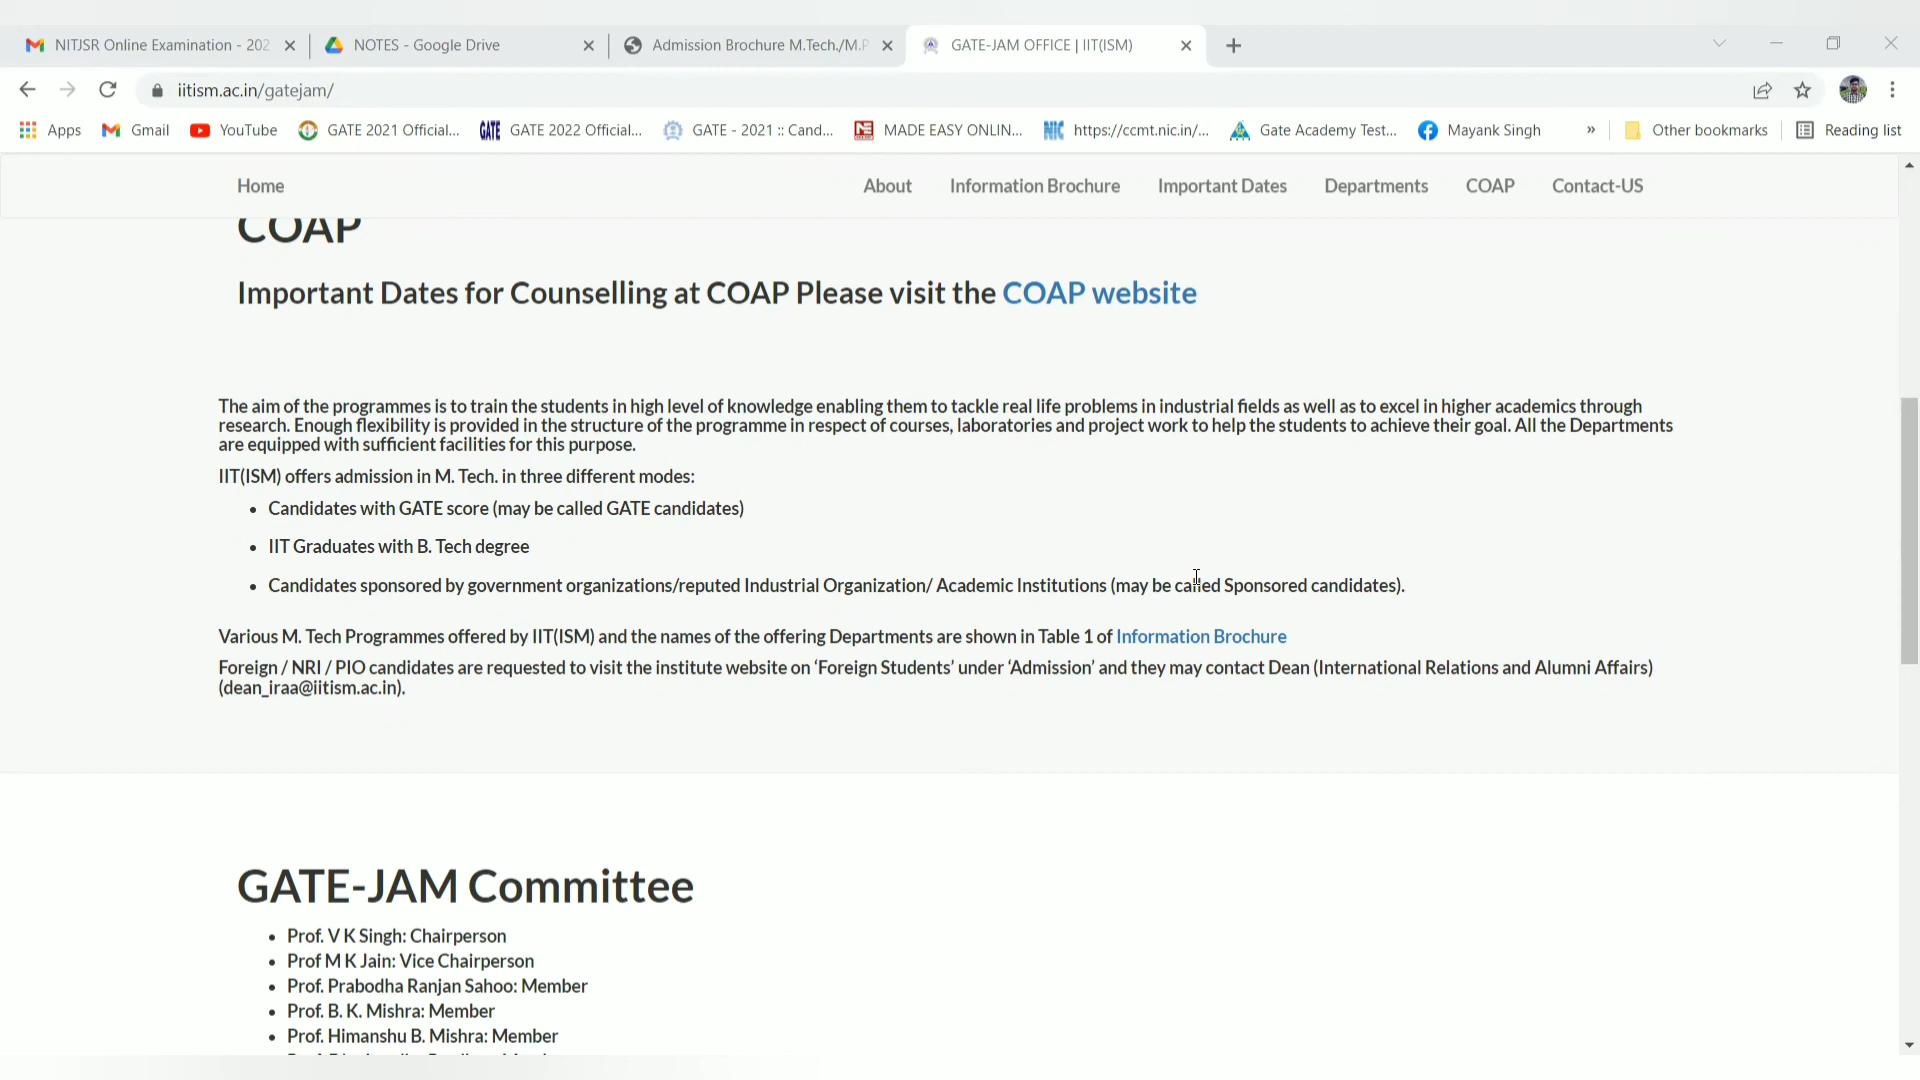 NITJSR Online Examination - 202
NOTES - Google Drive
Admission Brochure M.Tech./M.P
GATE-JAM OFFICE | IIT(ISM)
iitism.ac.in/gatejam/
Apps
Gmail
YouTube
GATE 2021 Official...
GATE GATE 2022 Official...
GATE - 2021 :: Cand...
MADE EASY ONLIN...
NIC https://ccmt.nic.in/...
Gate Academy Test...
Mayank Singh
»
Other bookmarks
Reading list
Home
About
Information Brochure
Important Dates
Departments
COAP
Contact-US
COAP
Important Dates for Counselling at COAP Please visit the COAP website
The aim of the programmes is to train the students in high level of knowledge enabling them to tackle real life problems in industrial fields as well as to excel in higher academics through
research. Enough flexibility is provided in the structure of the programme in respect of courses, laboratories and project work to help the students to achieve their goal. All the Departments
are equipped with sufficient facilities for this purpose.
IIT(ISM) offers admission in M. Tech. in three different modes:
• Candidates with GATE score (may be called GATE candidates)
• IIT Graduates with B. Tech degree
• Candidates sponsored by government organizations/reputed Industrial Organization/ Academic Institutions (may be called Sponsored candidates).
Various M. Tech Programmes offered by IIT(ISM) and the names of the offering Departments are shown in Table 1 of Information Brochure
Foreign / NRI / PIO candidates are requested to visit the institute website on ‘Foreign Students’ under ‘Admission’ and they may contact Dean (International Relations and Alumni Affairs)
(dean_iraa@iitism.ac.in).
GATE-JAM Committee
• Prof. V K Singh: Chairperson
• Prof M K Jain: Vice Chairperson
• Prof. Prabodha Ranjan Sahoo: Member
• Prof. B. K. Mishra: Member
• Prof. Himanshu B. Mishra: Member